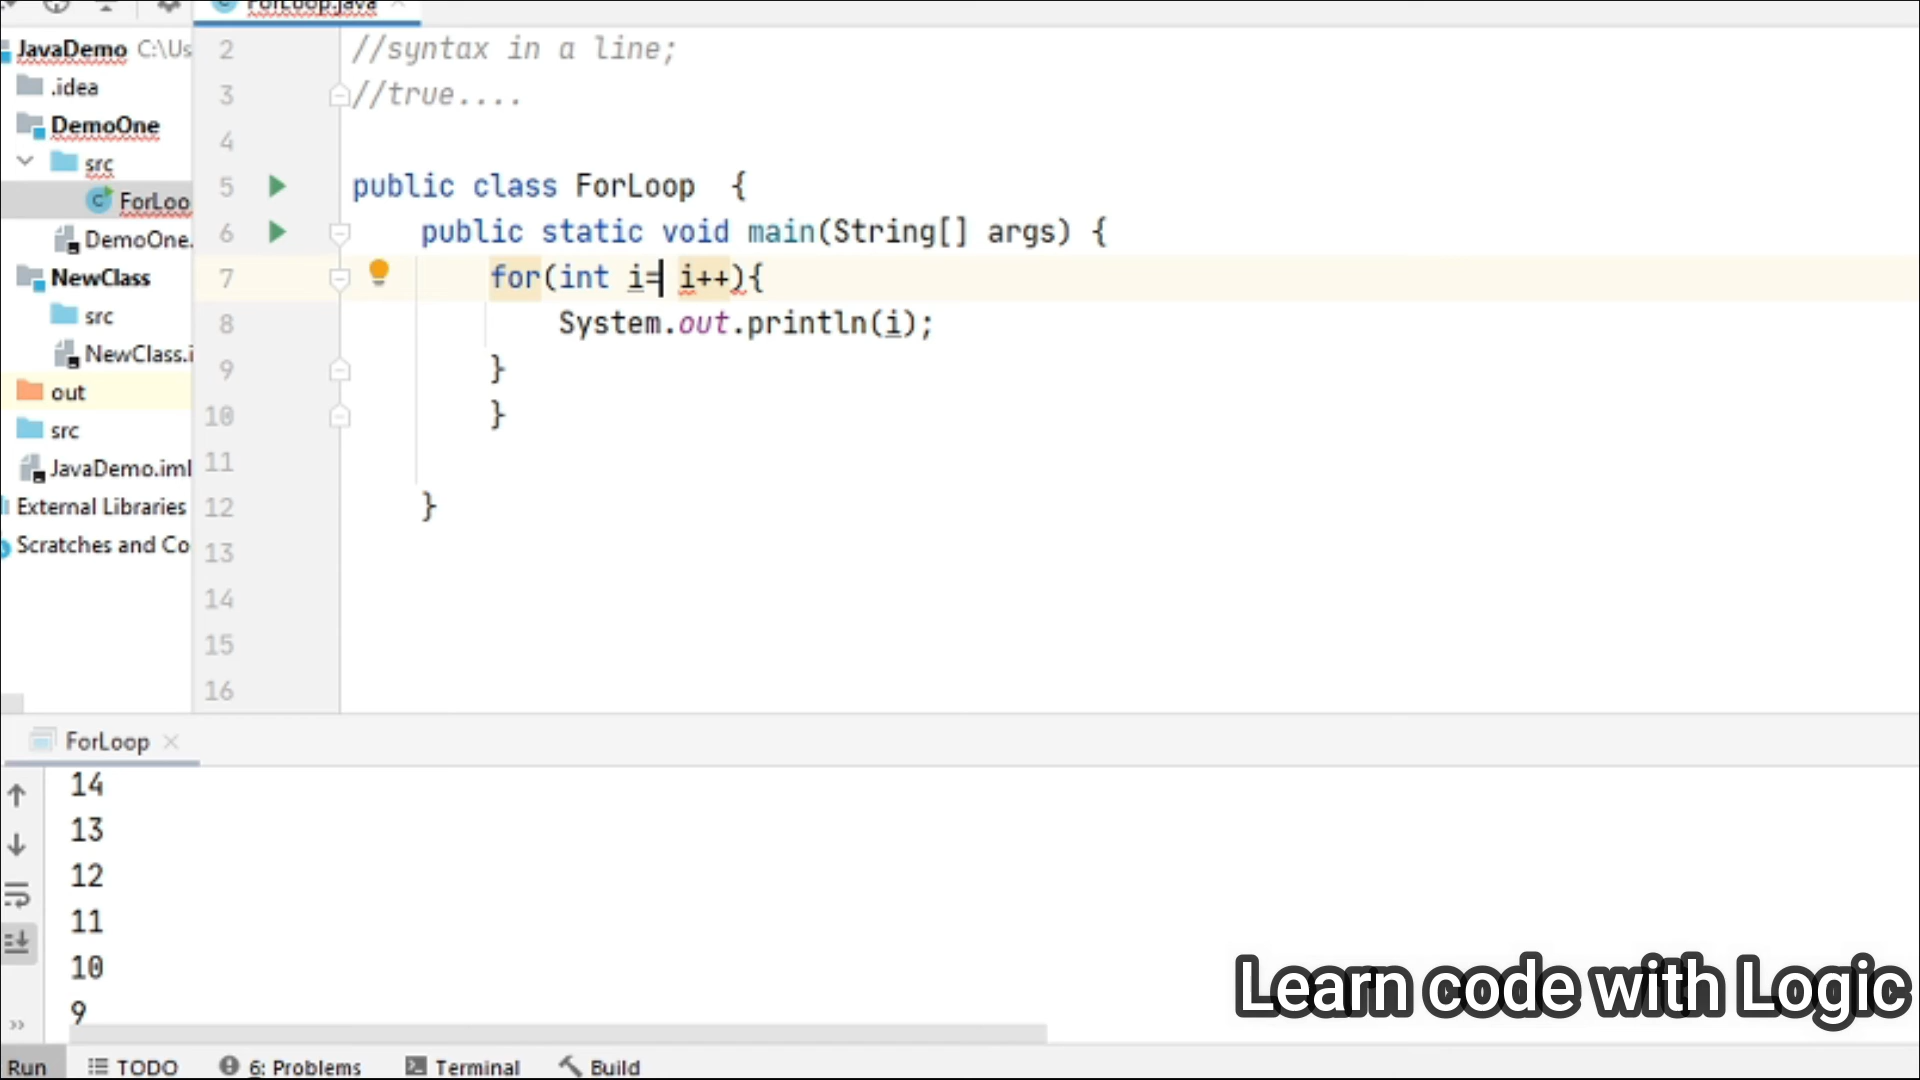 ForLoop.java
JavaDemo C:\Us
.idea
DemoOne
src
ForLoo
DemoOne.
NewClass
src
NewClass.i
out
src
JavaDemo.iml
External Libraries
Scratches and Co
2 //syntax in a line;
3 //true....
4
5 public class ForLoop {
6 public static void main(String[] args) {
7 for(int i= i++){
8 System.out.println(i);
9 }
10 }
11
12 }
13
14
15
16
ForLoop
14
13
12
11
10
9
Learn code with Logic
Run TODO 6: Problems Terminal Build